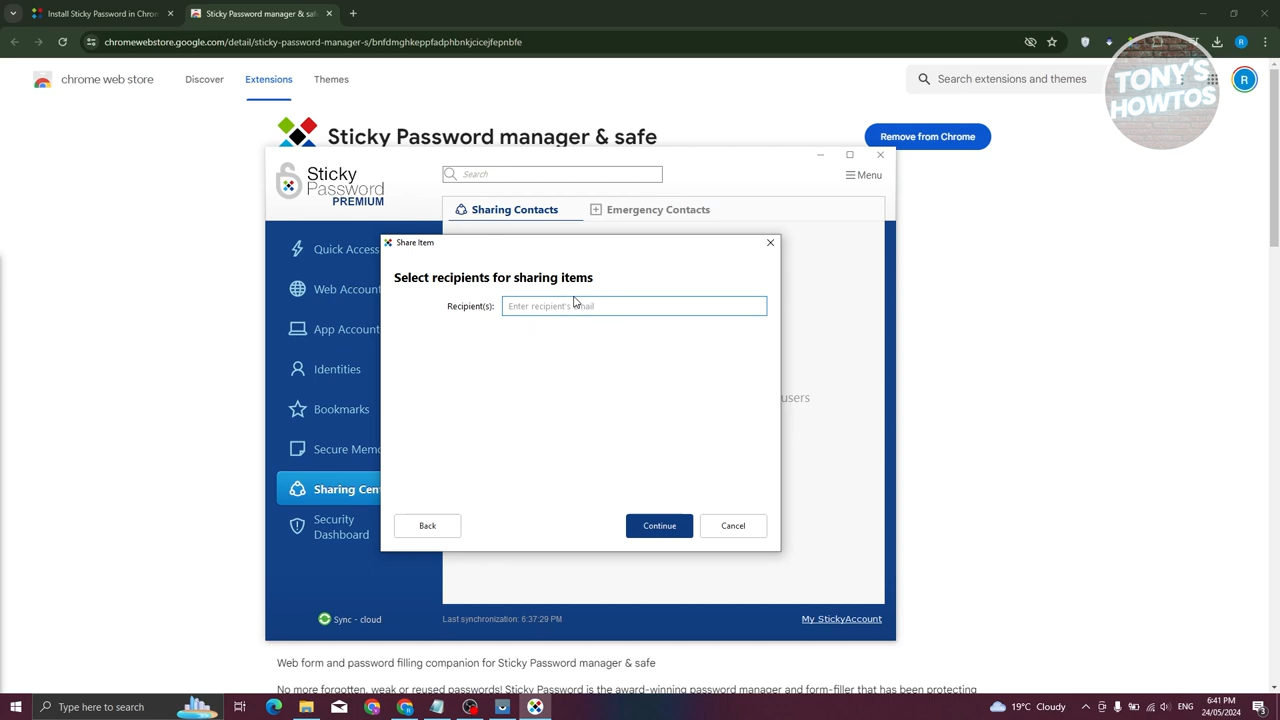 Install Sticky Password in Chrom
Manager & safe
chromewebstore.google.com/detail/sticky-password-manager-s/bnfdmghkeppfadphbnkjcicejfepnbfe
chrome web store
Discover
Extensions
Themes
Search extensions and themes
R
TONY'S
HOWTOS
Sticky Password manager & safe
Remove from Chrome
Sticky
Password
PREMIUM
Search
Menu
Sharing Contacts
Emergency Contacts
Quick Access
Web Account
App Account
Identities
Bookmarks
Secure Memo
Sharing Cen
Security
Dashboard
Share Item
Select recipients for sharing items
Recipient(s):
Enter recipient's email
users
Back
Continue
Cancel
Sync - cloud
Last synchronization: 6:37:29 PM
My StickyAccount
Web form and password filling companion for Sticky Password manager & safe
No more forgotten, weak or reused passwords! Sticky Password is the award-winning password manager and form-filler that has been protecting
Type here to search
19°C Cloudy
ENG
6:41 PM
24/05/2024